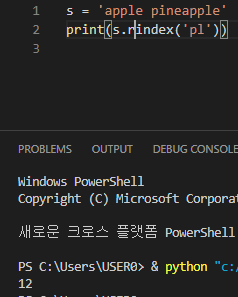 1 s = 'apple pineapple'
2 print(s.rindex('pl'))
3
PROBLEMS OUTPUT DEBUG CONSOLE
Windows PowerShell
Copyright (C) Microsoft Corporat
새로운 크로스 플랫폼 PowerShell
PS C:\Users\USER0> & python "c:/
12